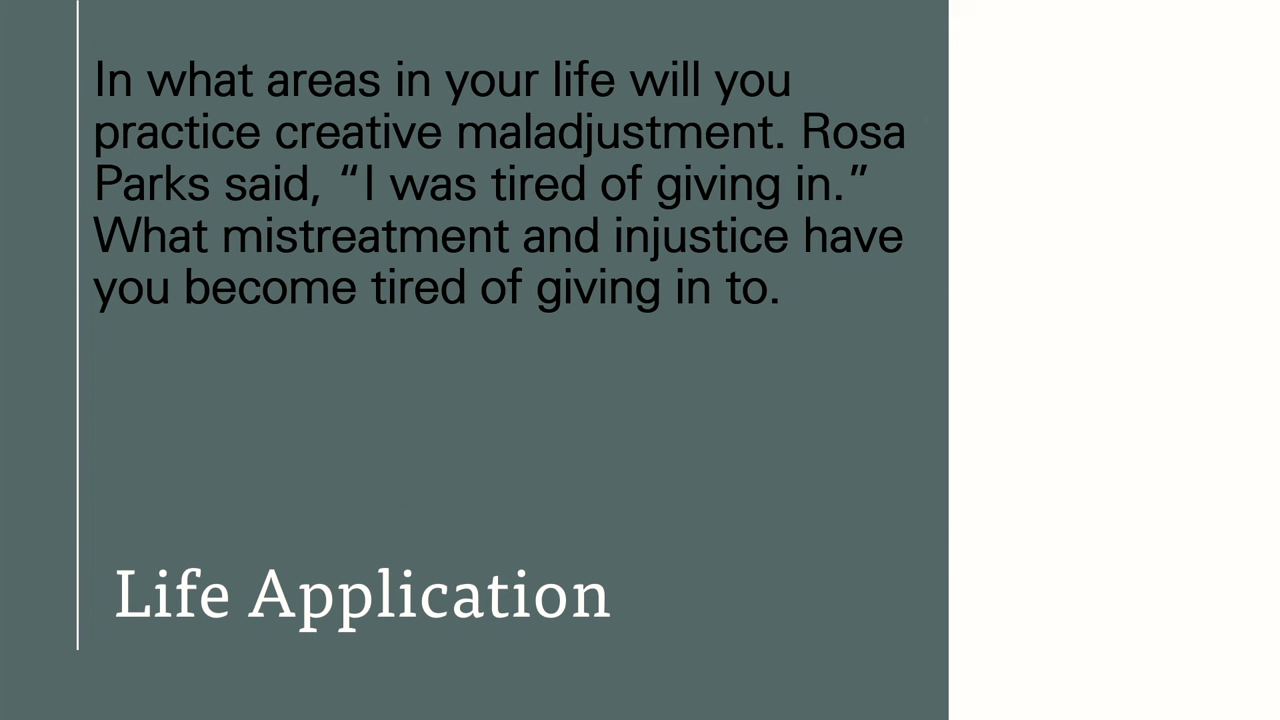 In what areas in your life will you
practice creative maladjustment. Rosa
Parks said, “I was tired of giving in.”
What mistreatment and injustice have
you become tired of giving in to.
Life Application